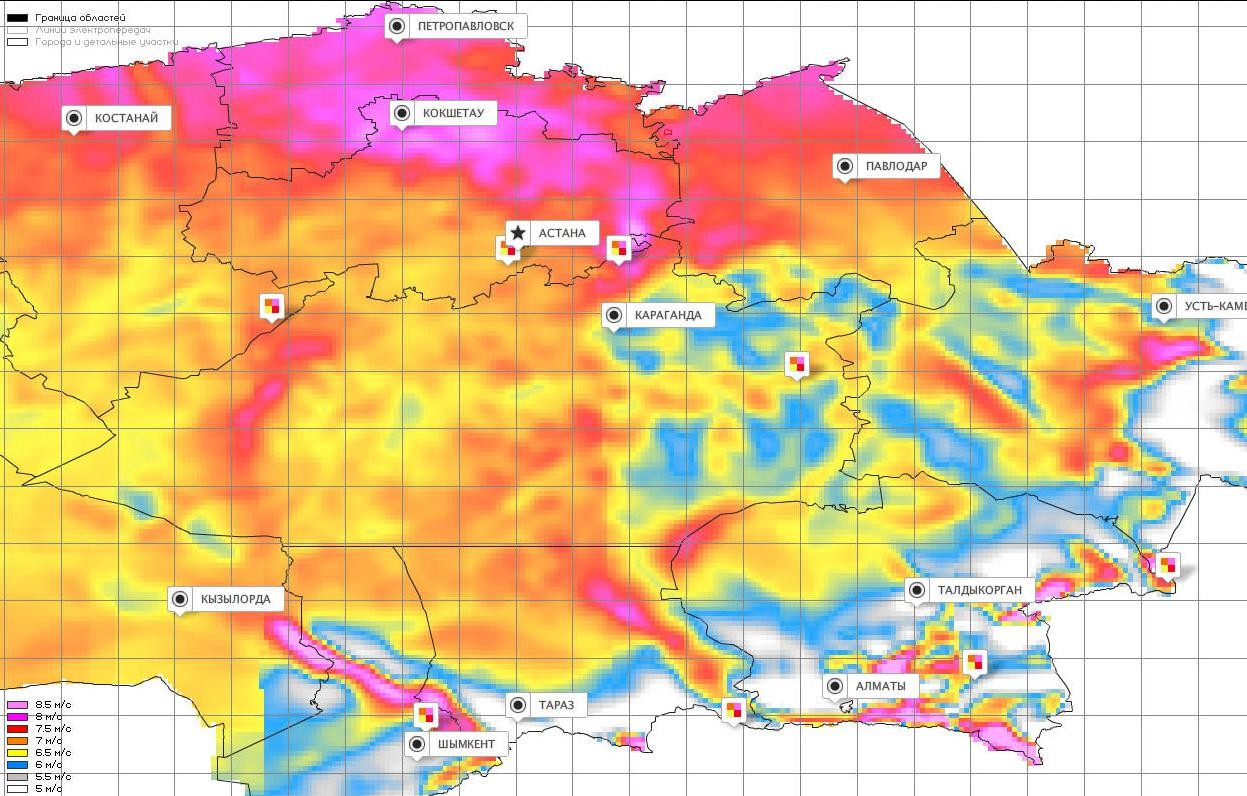 Граница областей
Линии электропередач
Города и детальные участки
ПЕТРОПАВЛОВСК
КОСТАНАЙ
КОКШЕТАУ
ПАВЛОДАР
АСТАНА
КАРАГАНДА
УСТЬ-КАМЕ
КЫЗЫЛОРДА
ТАЛДЫКОРГАН
АЛМАТЫ
ТАРАЗ
ШЫМКЕНТ
8.5 м/с
8 м/с
7.5 м/с
7 м/с
6.5 м/с
6 м/с
5.5 м/с
5 м/с